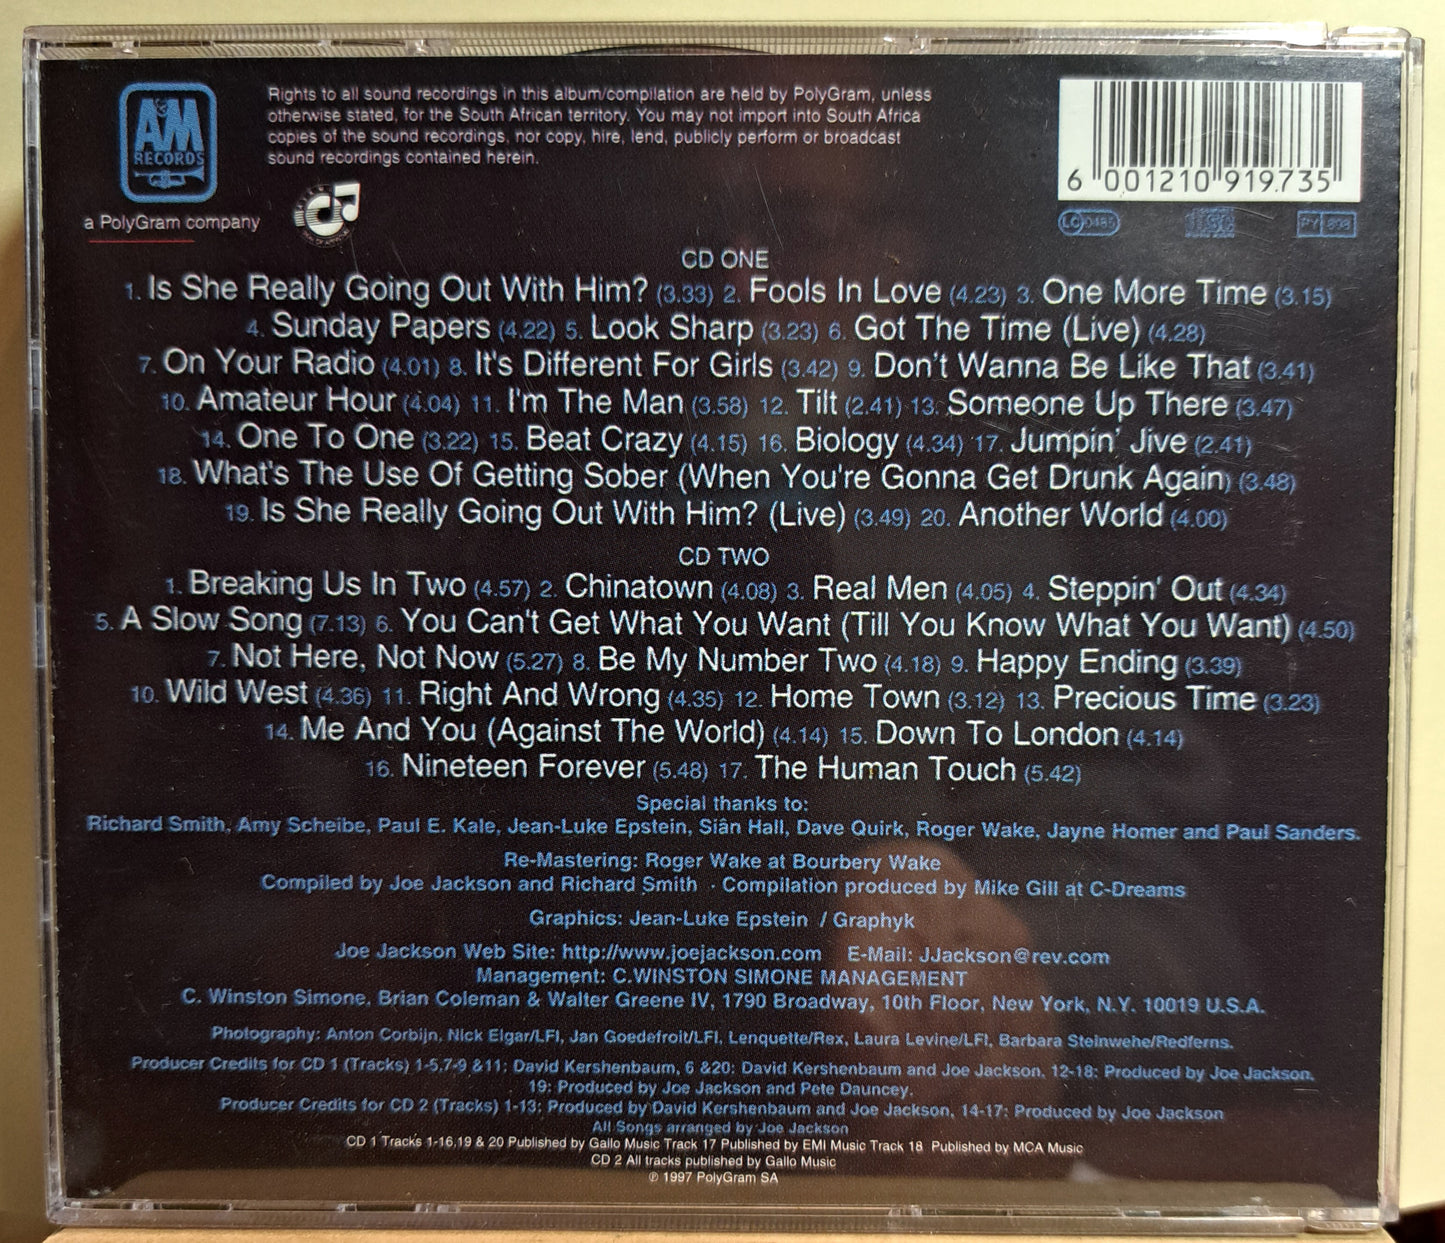 A&M
RECORDS
a PolyGram company
Rights to all sound recordings in this album/compilation are held by PolyGram, unless
otherwise stated, for the South African territory. You may not import into South Africa
copies of the sound recordings, nor copy, hire, lend, publicly perform or broadcast
sound recordings contained herein.
6 001210 919735
LC 0485
PY 808
CD ONE
1. Is She Really Going Out With Him? (3.33) 2. Fools In Love (4.23) 3. One More Time (3.15)
4. Sunday Papers (4.22) 5. Look Sharp (3.23) 6. Got The Time (Live) (4.28)
7. On Your Radio (4.01) 8. It's Different For Girls (3.42) 9. Don't Wanna Be Like That (3.41)
10. Amateur Hour (4.04) 11. I'm The Man (3.58) 12. Tilt (2.41) 13. Someone Up There (3.47)
14. One To One (3.22) 15. Beat Crazy (4.15) 16. Biology (4.34) 17. Jumpin' Jive (2.41)
18. What's The Use Of Getting Sober (When You're Gonna Get Drunk Again) (3.48)
19. Is She Really Going Out With Him? (Live) (3.49) 20. Another World (4.00)
CD TWO
1. Breaking Us In Two (4.57) 2. Chinatown (4.08) 3. Real Men (4.05) 4. Steppin' Out (4.34)
5. A Slow Song (7.13) 6. You Can't Get What You Want (Till You Know What You Want) (4.50)
7. Not Here, Not Now (5.27) 8. Be My Number Two (4.18) 9. Happy Ending (3.39)
10. Wild West (4.36) 11. Right And Wrong (4.35) 12. Home Town (3.12) 13. Precious Time (3.23)
14. Me And You (Against The World) (4.14) 15. Down To London (4.14)
16. Nineteen Forever (5.48) 17. The Human Touch (5.42)
Special thanks to:
Richard Smith, Amy Scheibe, Paul E. Kale, Jean-Luke Epstein, Siân Hall, Dave Quirk, Roger Wake, Jayne Homer and Paul Sanders.
Re-Mastering: Roger Wake at Bourbery Wake
Compiled by Joe Jackson and Richard Smith · Compilation produced by Mike Gill at C-Dreams
Graphics: Jean-Luke Epstein / Graphyk
Joe Jackson Web Site: http://www.joejackson.com E-Mail: JJackson@rev.com
Management: C.WINSTON SIMONE MANAGEMENT
C. Winston Simone, Brian Coleman & Walter Greene IV, 1790 Broadway, 10th Floor, New York, N.Y. 10019 U.S.A.
Photography: Anton Corbijn, Nick Elgar/LFI, Jan Goedefroit/LFI, Lenquette/Rex, Laura Levine/LFI, Barbara Steinwehe/Redferns.
Producer Credits for CD 1 (Tracks) 1-5,7-9 &11; David Kershenbaum, 6 &20: David Kershenbaum and Joe Jackson, 12-18: Produced by Joe Jackson,
19: Produced by Joe Jackson and Pete Dauncey.
Producer Credits for CD 2 (Tracks) 1-13; Produced by David Kershenbaum and Joe Jackson, 14-17: Produced by Joe Jackson
All Songs arranged by Joe Jackson
CD 1 Tracks 1-16,19 & 20 Published by Gallo Music Track 17 Published by EMI Music Track 18 Published by MCA Music
CD 2 All tracks published by Gallo Music
℗ 1997 PolyGram SA